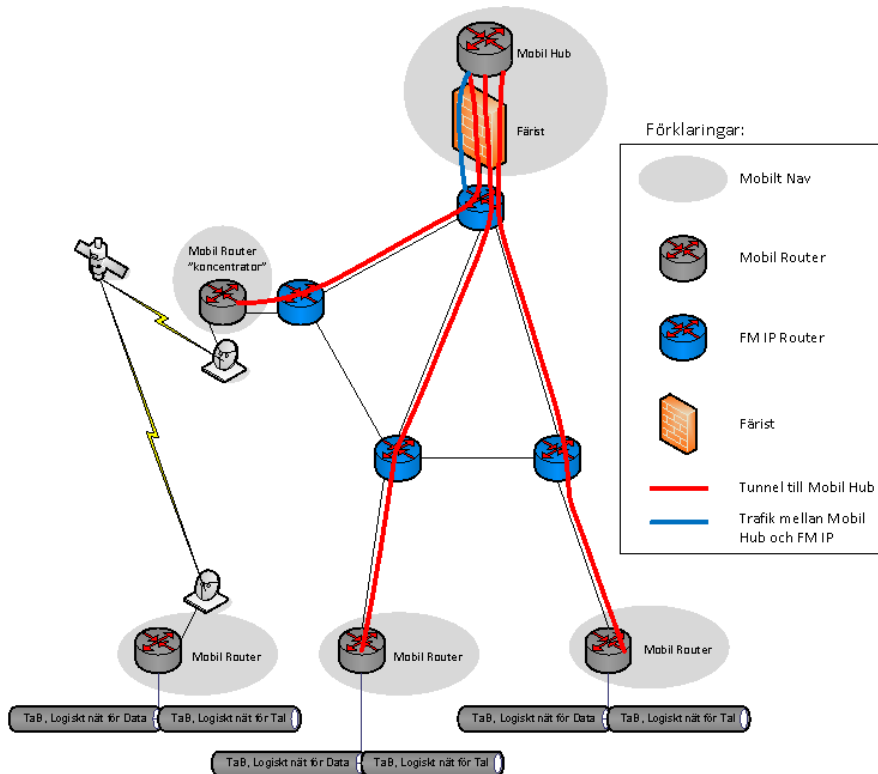 Mobil Hub
Färist
Förklaringar:
Mobilt Nav
Mobil Router
"koncentrator"
Mobil Router
FM IP Router
Färist
Tunnel till Mobil Hub
Trafik mellan Mobil
Hub och FM IP
Mobil Router
Mobil Router
Mobil Router
TaB, Logiskt nät för Data
TaB, Logiskt nät för Tal
TaB, Logiskt nät för Data
TaB, Logiskt nät för Tal
TaB, Logiskt nät för Data
TaB, Logiskt nät för Tal